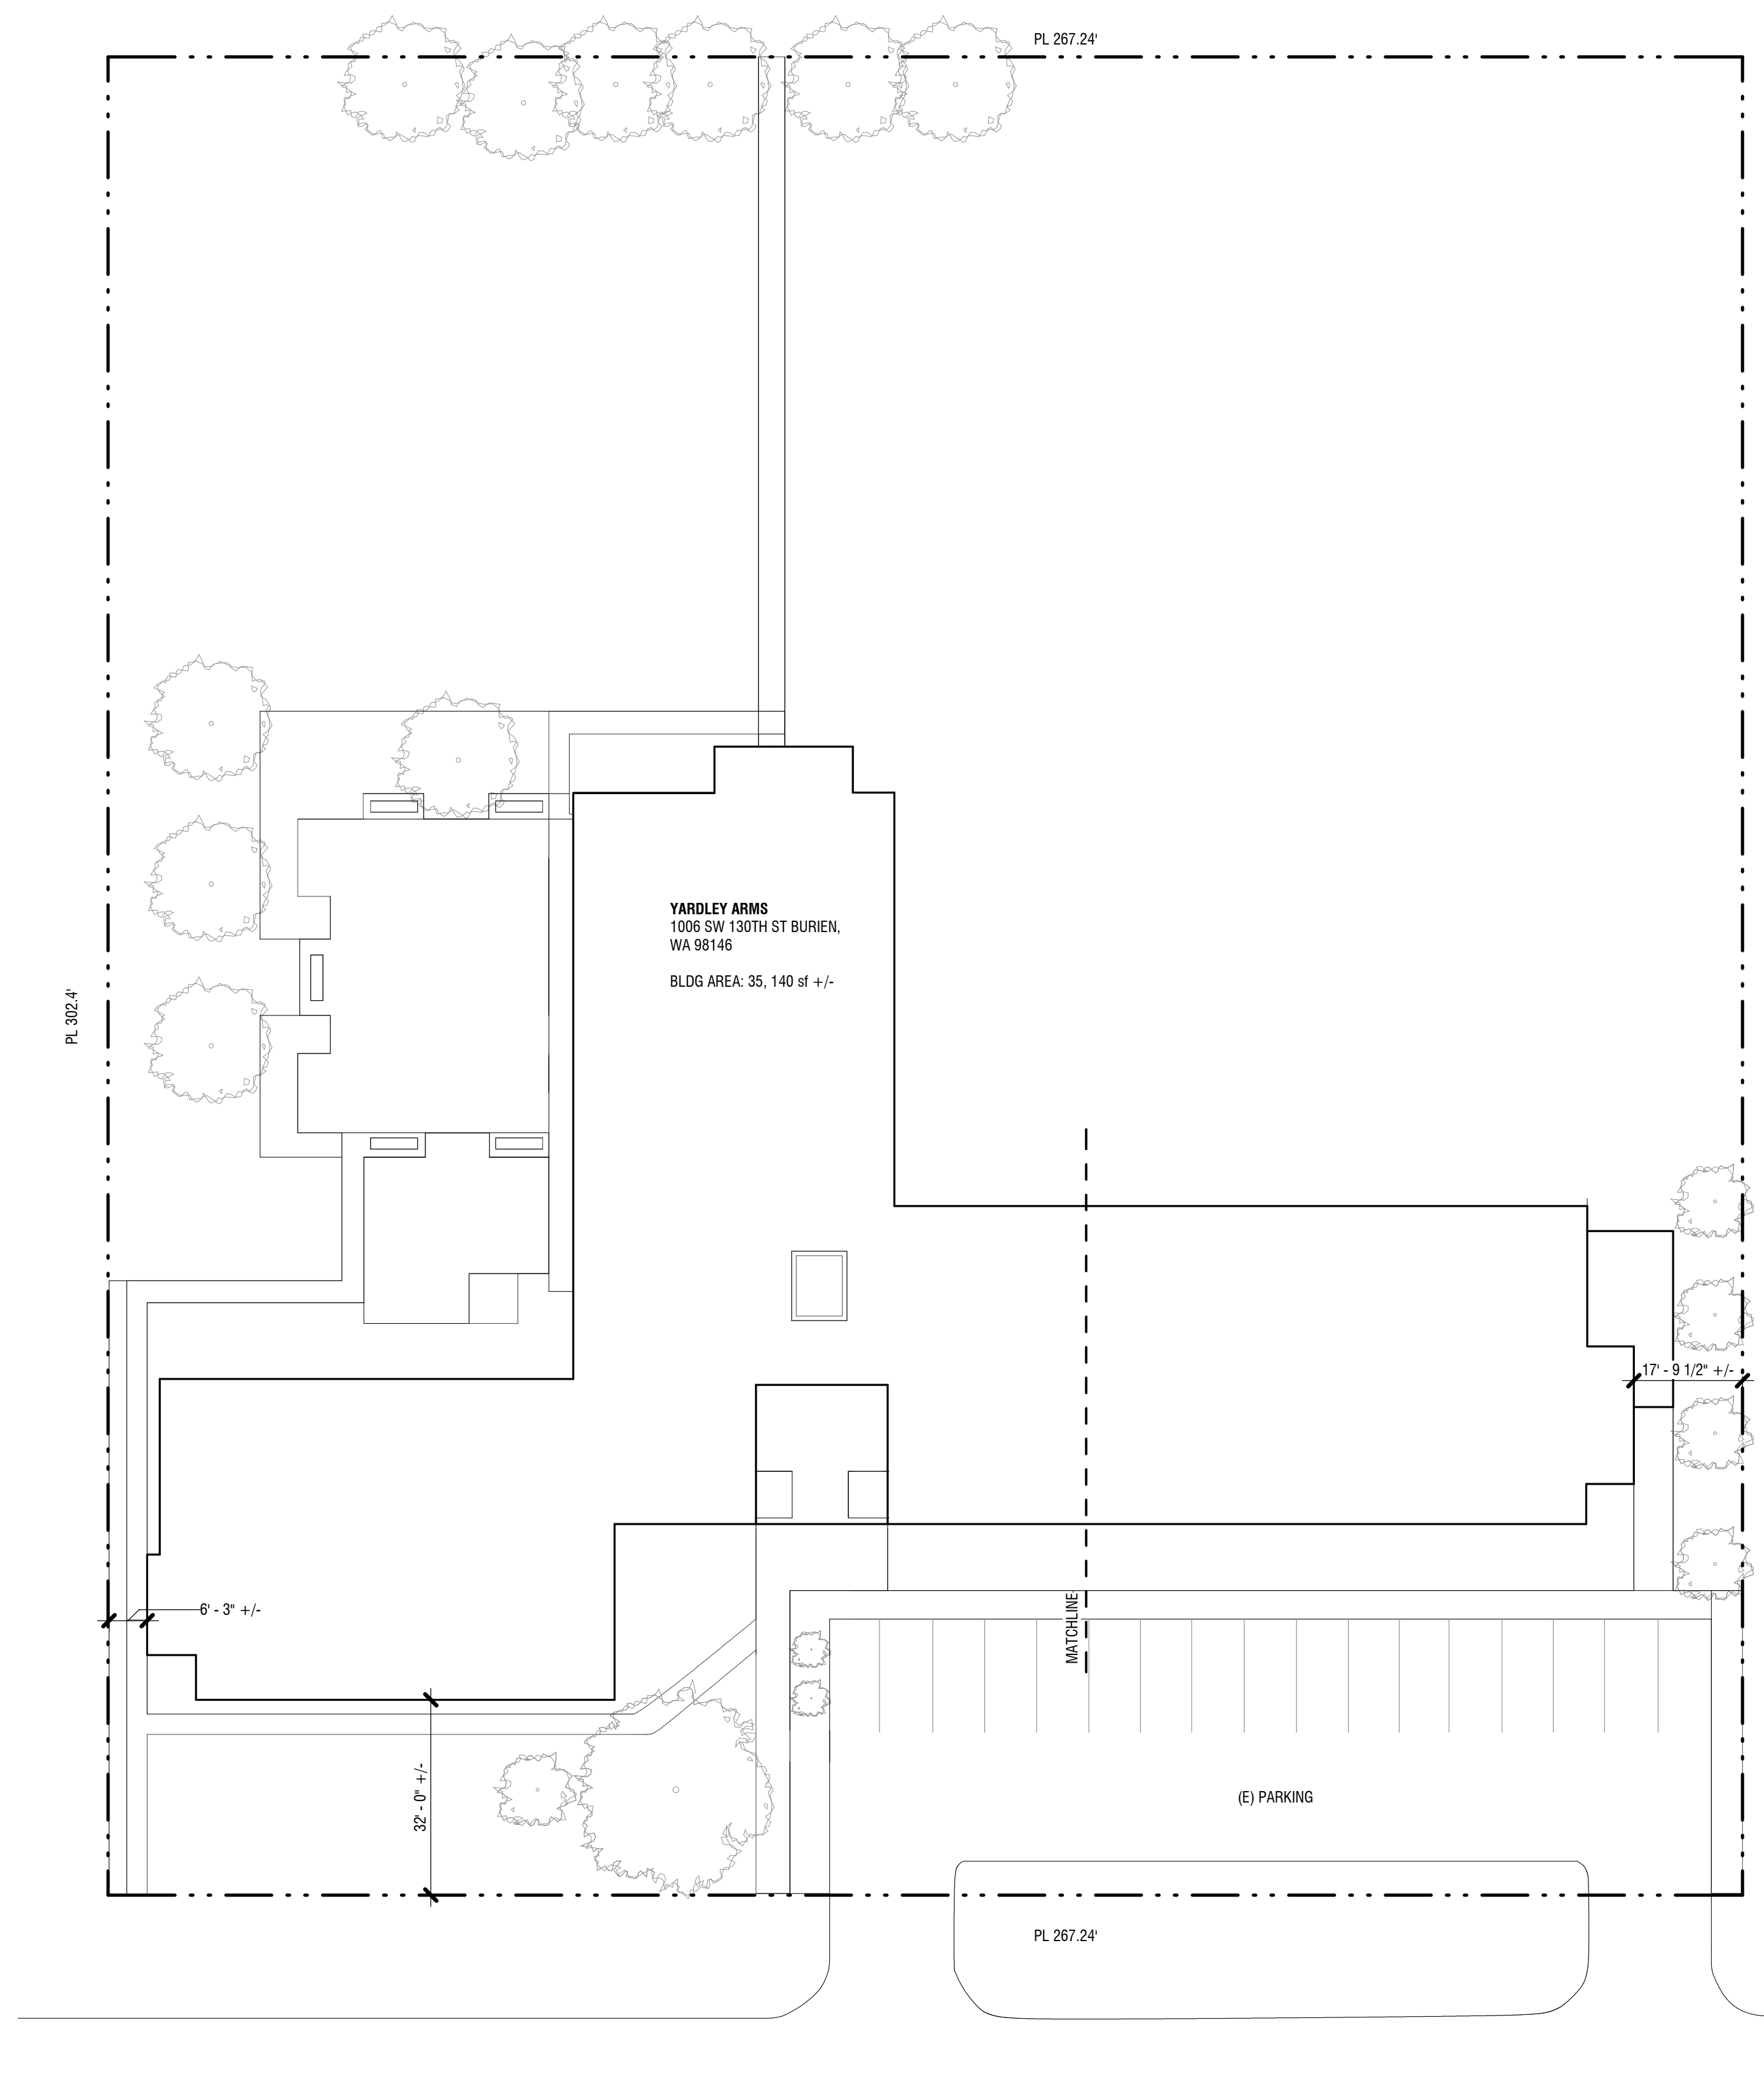 PL 267.24'
YARDLEY ARMS
1006 SW 130TH ST BURIEN,
WA 98146
BLDG AREA: 35, 140 sf +/-
PL 302.4'
17' - 9 1/2" +/-
6' - 3" +/-
MATCHLINE
32' - 0" +/-
(E) PARKING
PL 267.24'